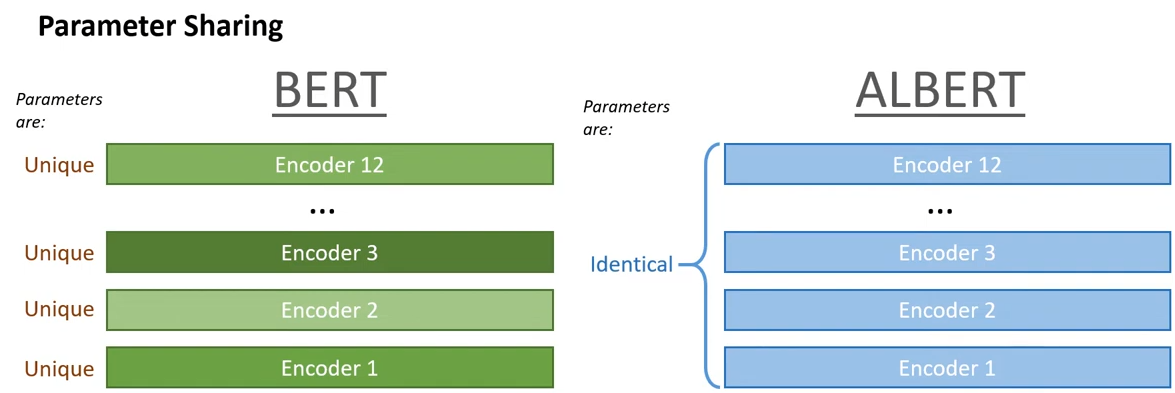 Parameter Sharing
BERT
Parameters
are:
Unique Encoder 12
...
Unique Encoder 3
Unique Encoder 2
Unique Encoder 1
ALBERT
Parameters
are:
Encoder 12
...
Encoder 3
Identical
Encoder 2
Encoder 1